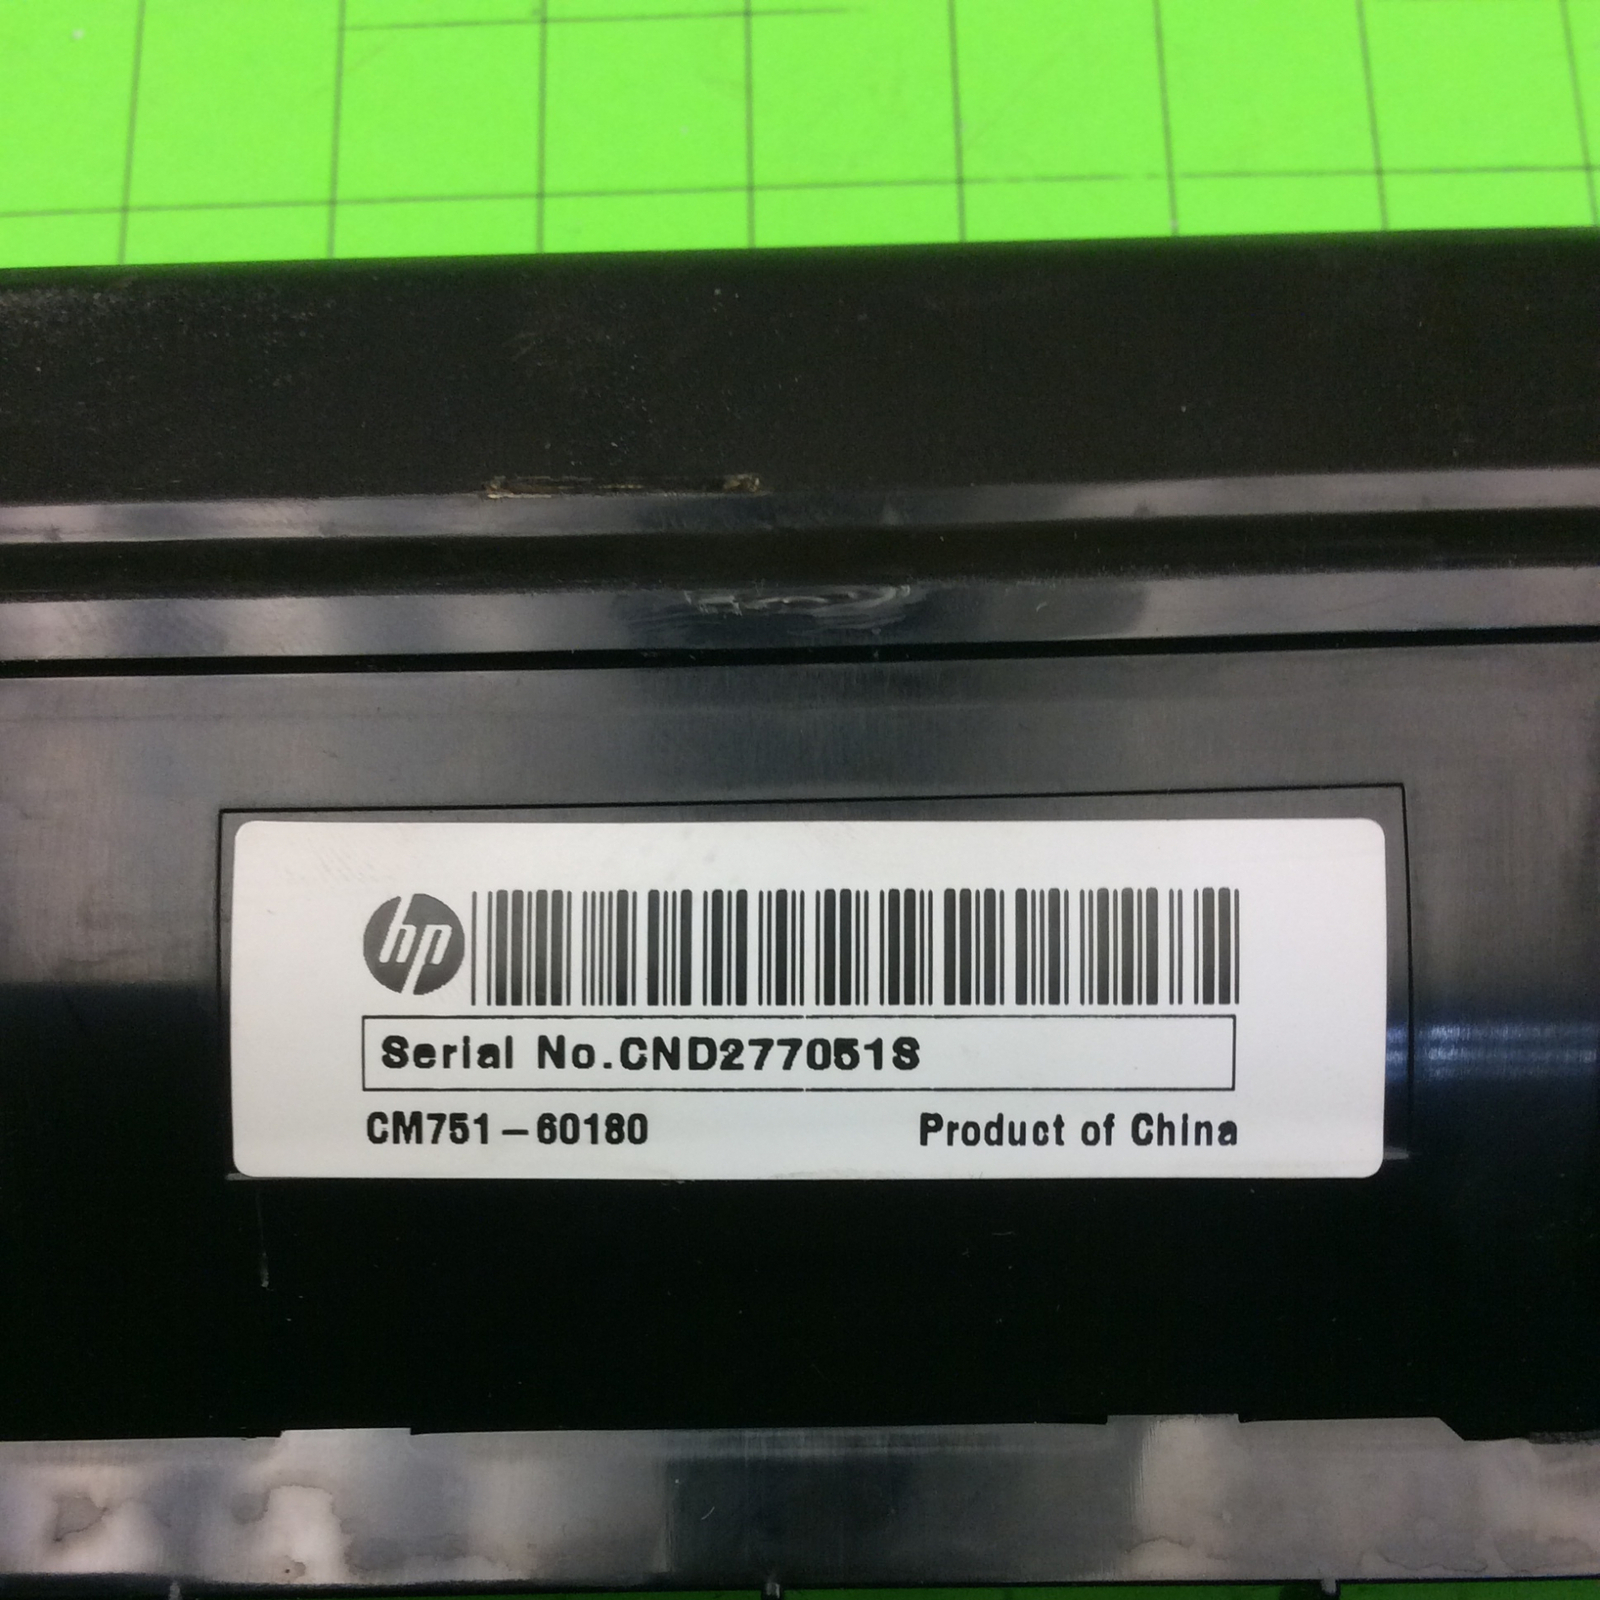 hp
Serial No.CND277051S
CM751-60180
Product of China